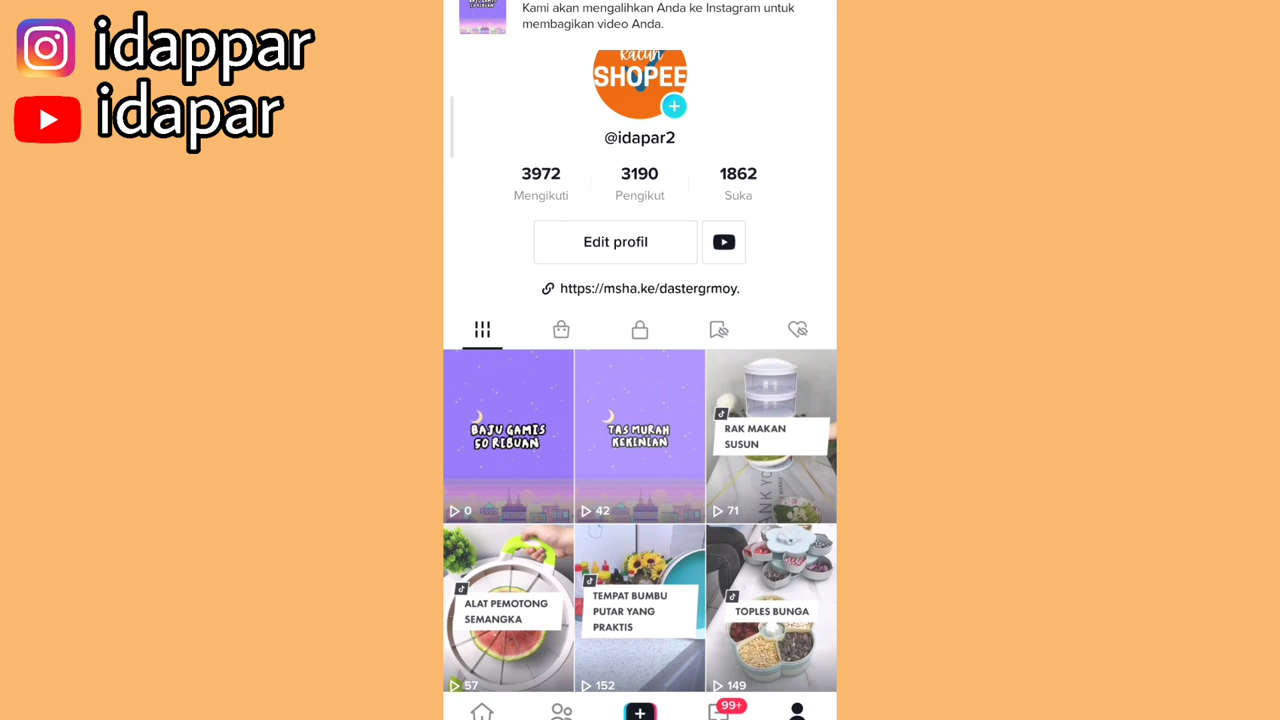 idappar
idapar
Kami akan mengalihkan Anda ke Instagram untuk
membagikan video Anda.
racun
SHOPEE
@idapar2
3972 3190 1862
Mengikuti Pengikut Suka
Edit profil
https://msha.ke/dastergrmoy.
BAJU GAMIS
50 REBUAN
0
TAS MURAH
KEKINIAN
42
RAK MAKAN
SUSUN
71
ALAT PEMOTONG
SEMANGKA
57
TEMPAT BUMBU
PUTAR YANG
PRAKTIS
152
TOPLES BUNGA
149
99+